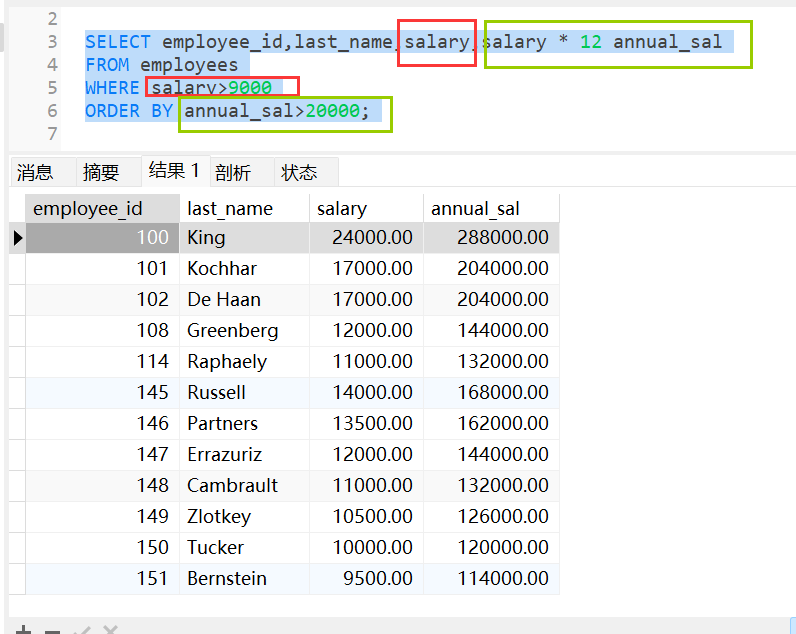 2
3 SELECT employee_id,last_name,salary,salary * 12 annual_sal
4 FROM employees
5 WHERE salary>9000
6 ORDER BY annual_sal>20000;
7
消息 摘要 结果 1 剖析 状态
employee_id last_name salary annual_sal
100 King 24000.00 288000.00
101 Kochhar 17000.00 204000.00
102 De Haan 17000.00 204000.00
108 Greenberg 12000.00 144000.00
114 Raphaely 11000.00 132000.00
145 Russell 14000.00 168000.00
146 Partners 13500.00 162000.00
147 Errazuriz 12000.00 144000.00
148 Cambrault 11000.00 132000.00
149 Zlotkey 10500.00 126000.00
150 Tucker 10000.00 120000.00
151 Bernstein 9500.00 114000.00